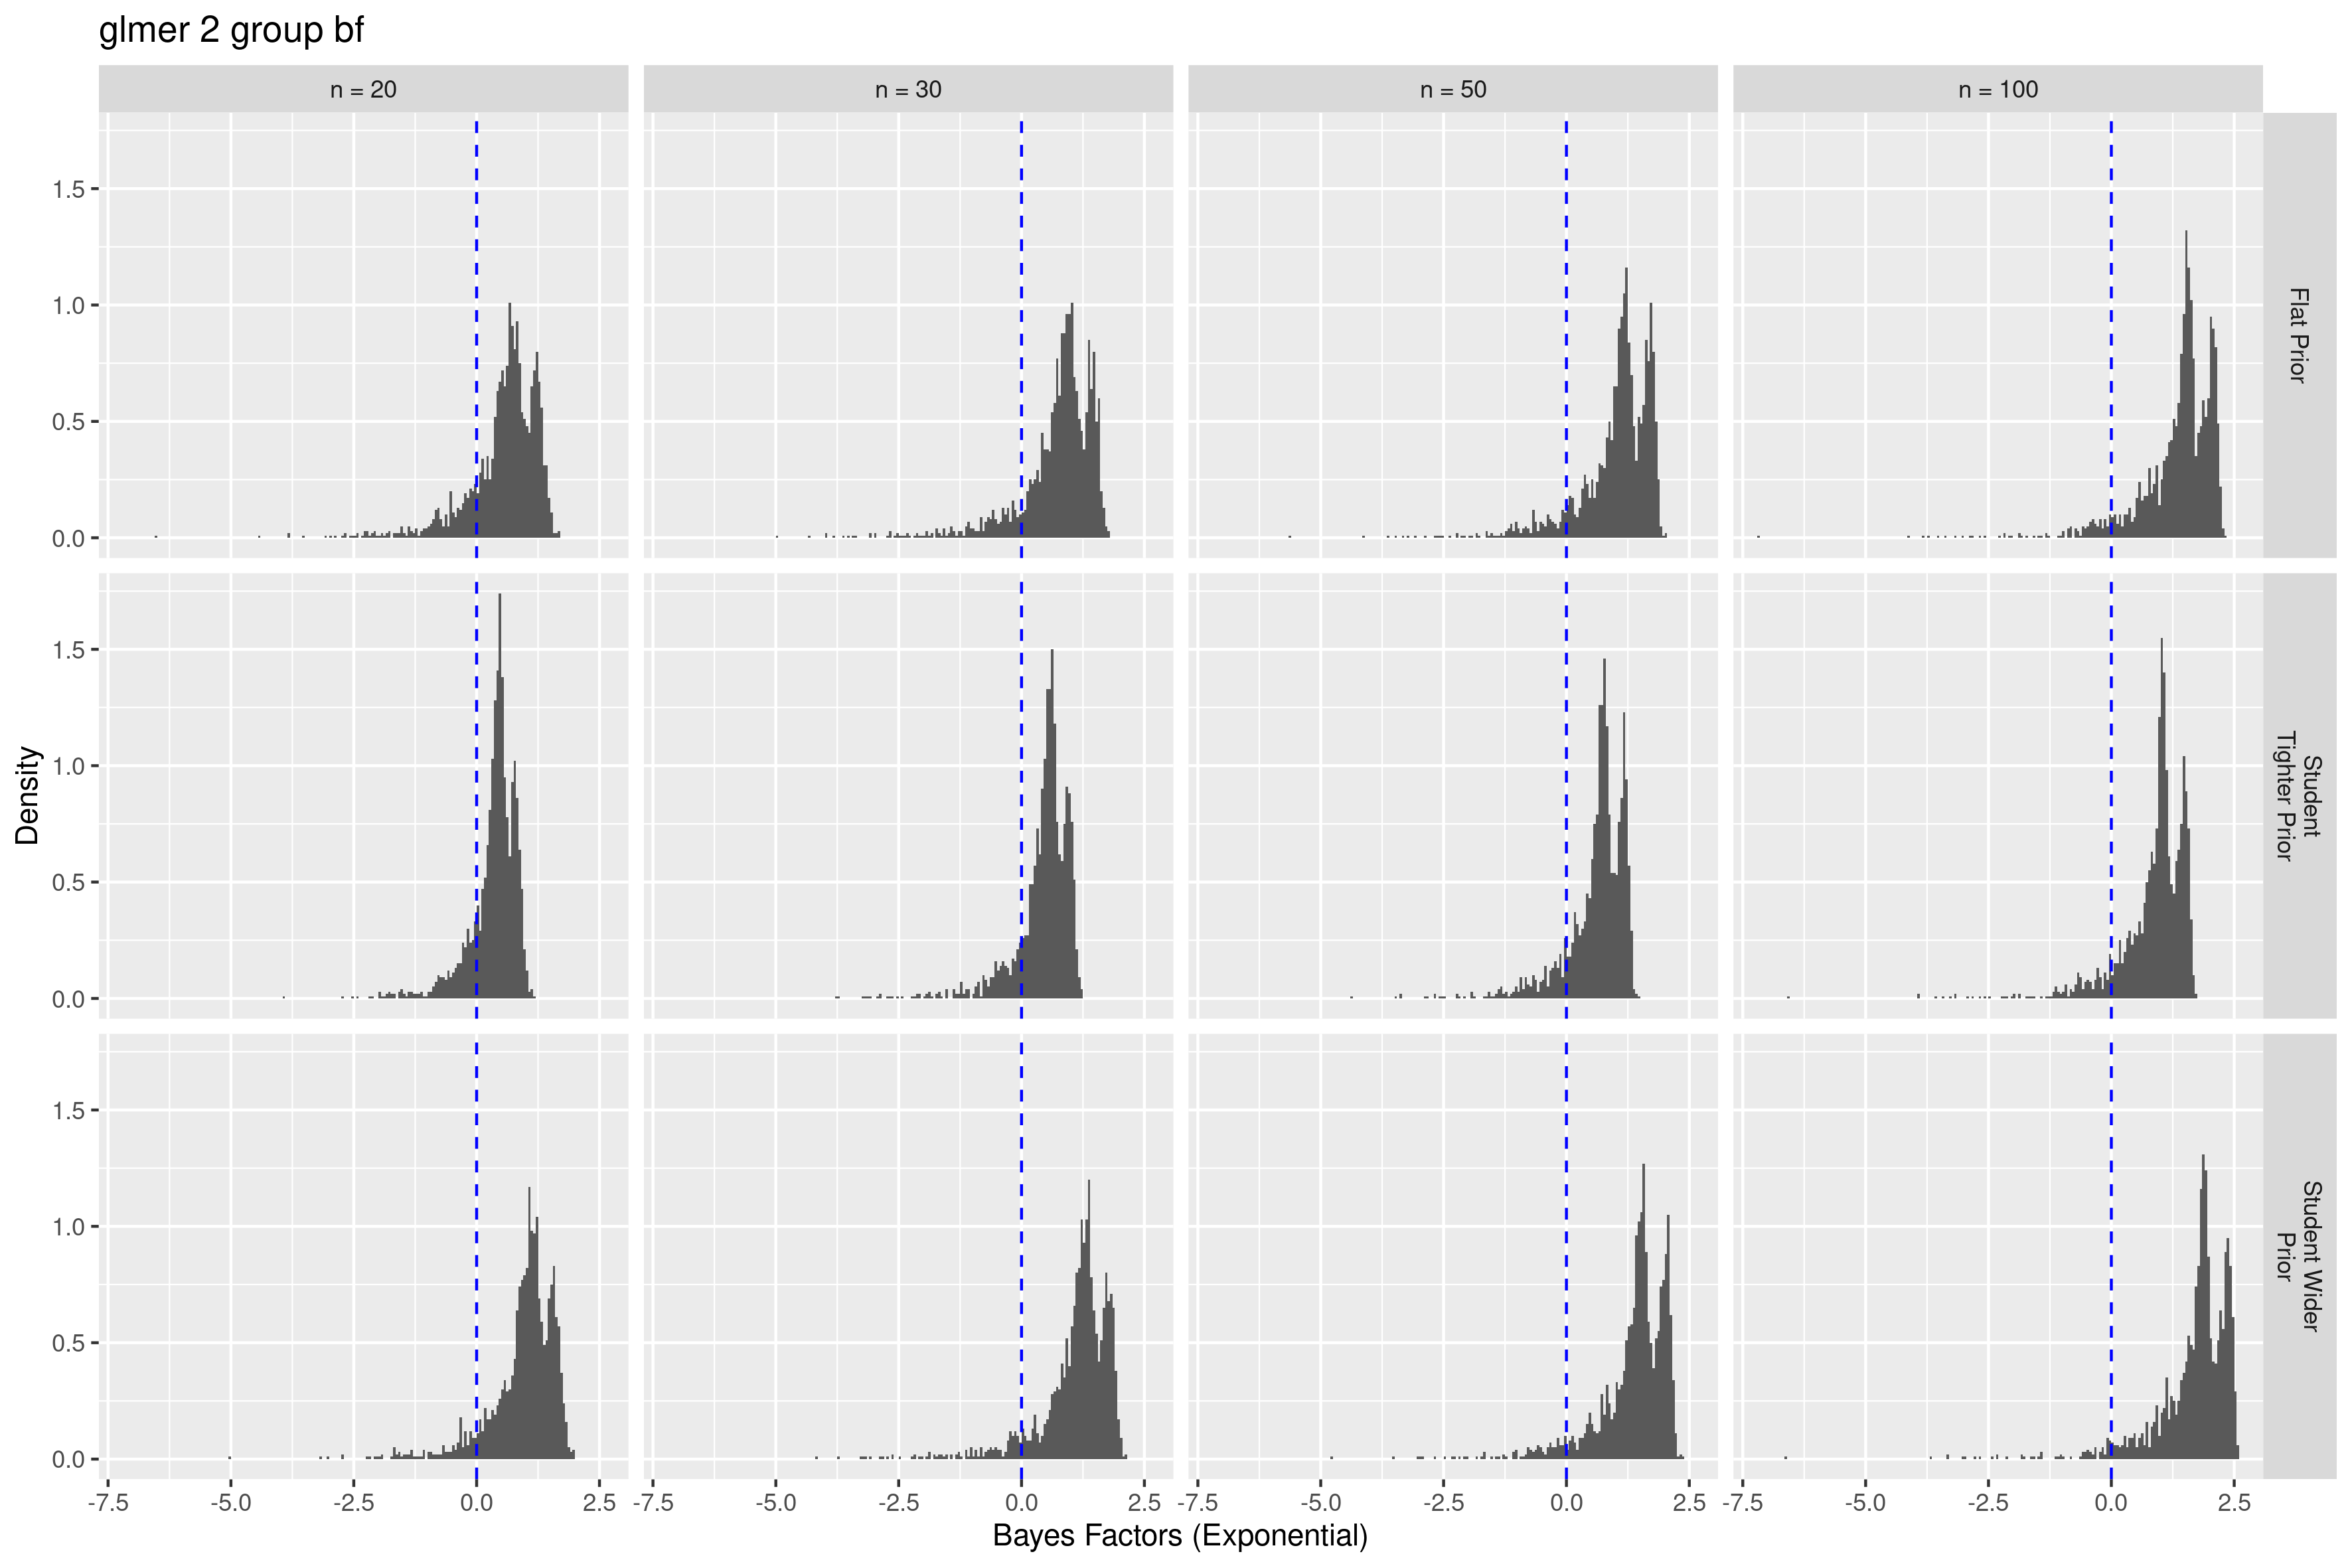 glmer 2 group bf
n = 20
n = 30
n = 50
n = 100
1.5
1.0
0.5
0.0
Flat Prior
1.5
1.0
0.5
0.0
Student
Tighter Prior
1.5
1.0
0.5
0.0
Student Wider
Prior
Density
-7.5 -5.0 -2.5 0.0 2.5 -7.5 -5.0 -2.5 0.0 2.5 -7.5 -5.0 -2.5 0.0 2.5 -7.5 -5.0 -2.5 0.0 2.5
Bayes Factors (Exponential)